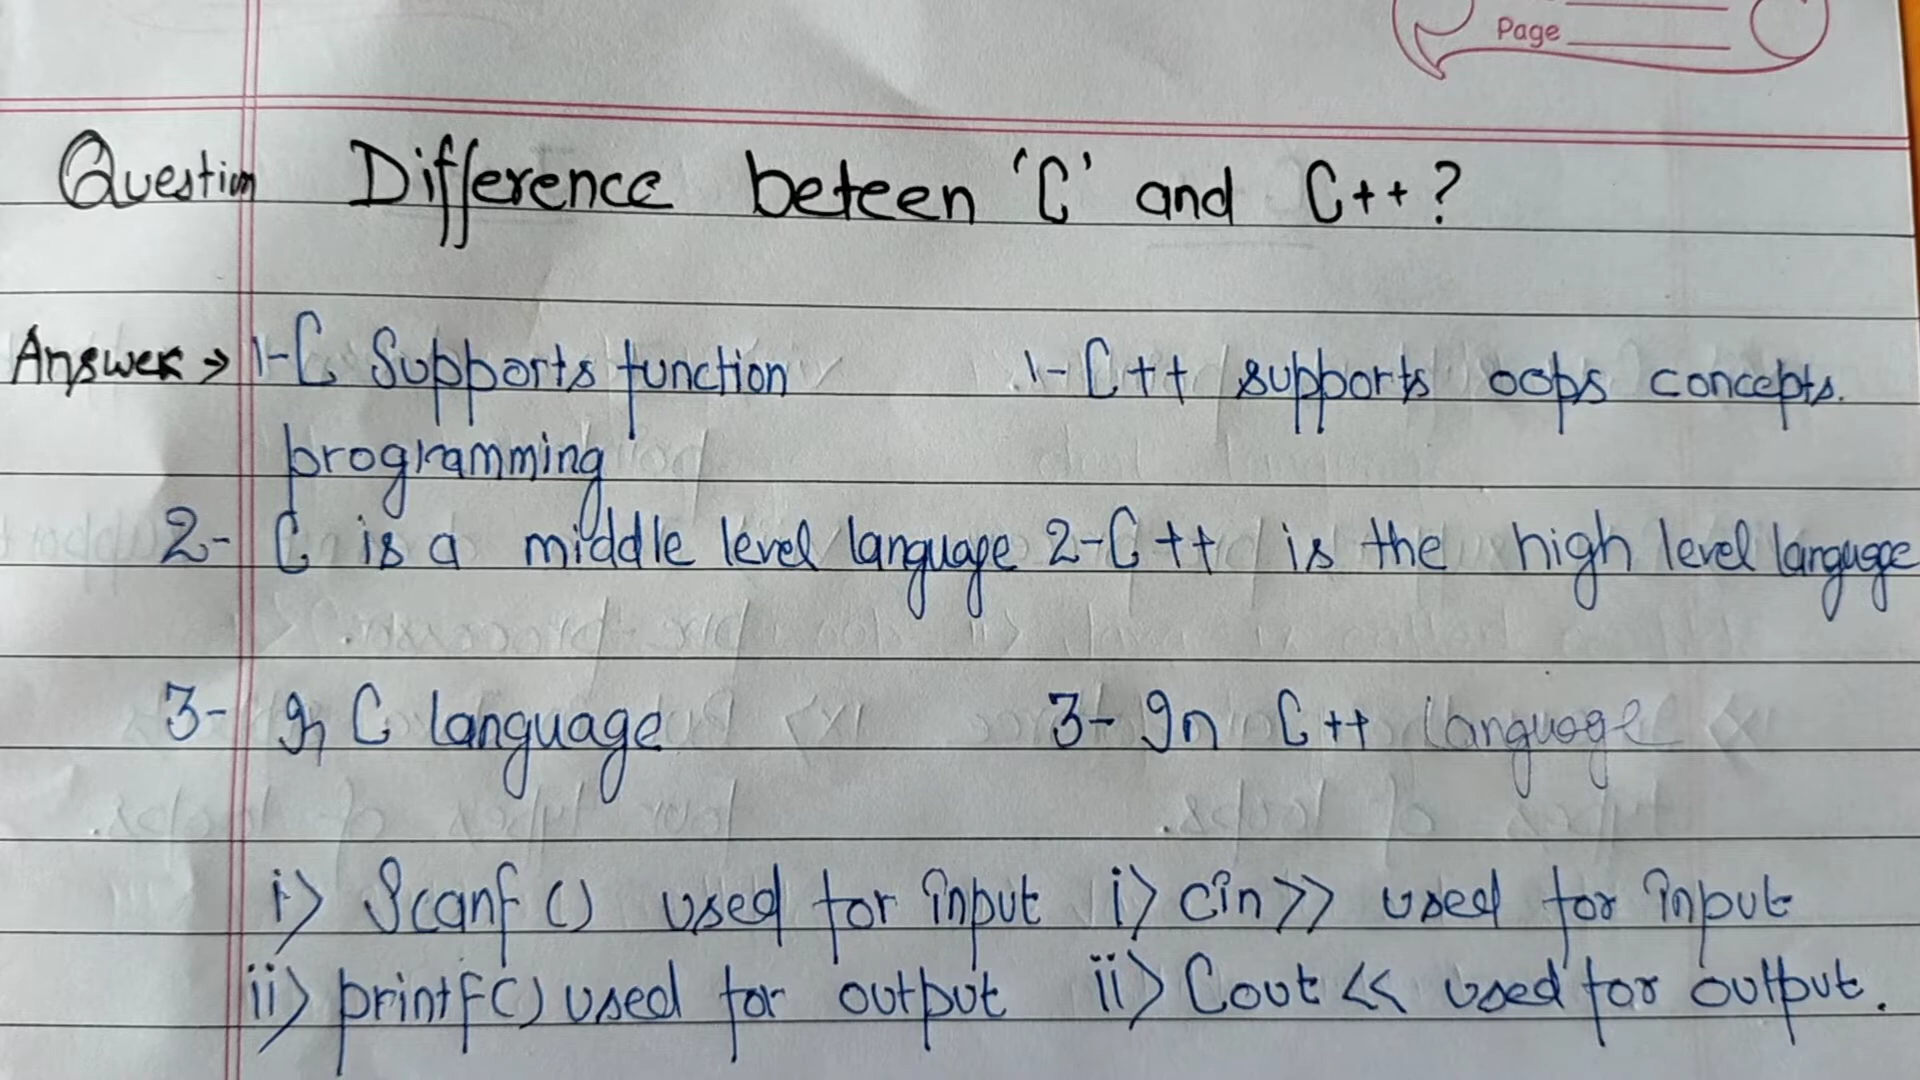 Page
Question Difference beteen 'C' and C++?
Answer → 1- C Supports function 1- C++ supports oops concepts.
programming
2- C is a middle level language 2- C++ is the high level language
3- In C language 3- In C++ language
i> Scanf () used for input i> cin>> used for input
ii> printf() used for output ii> Cout << used for output.